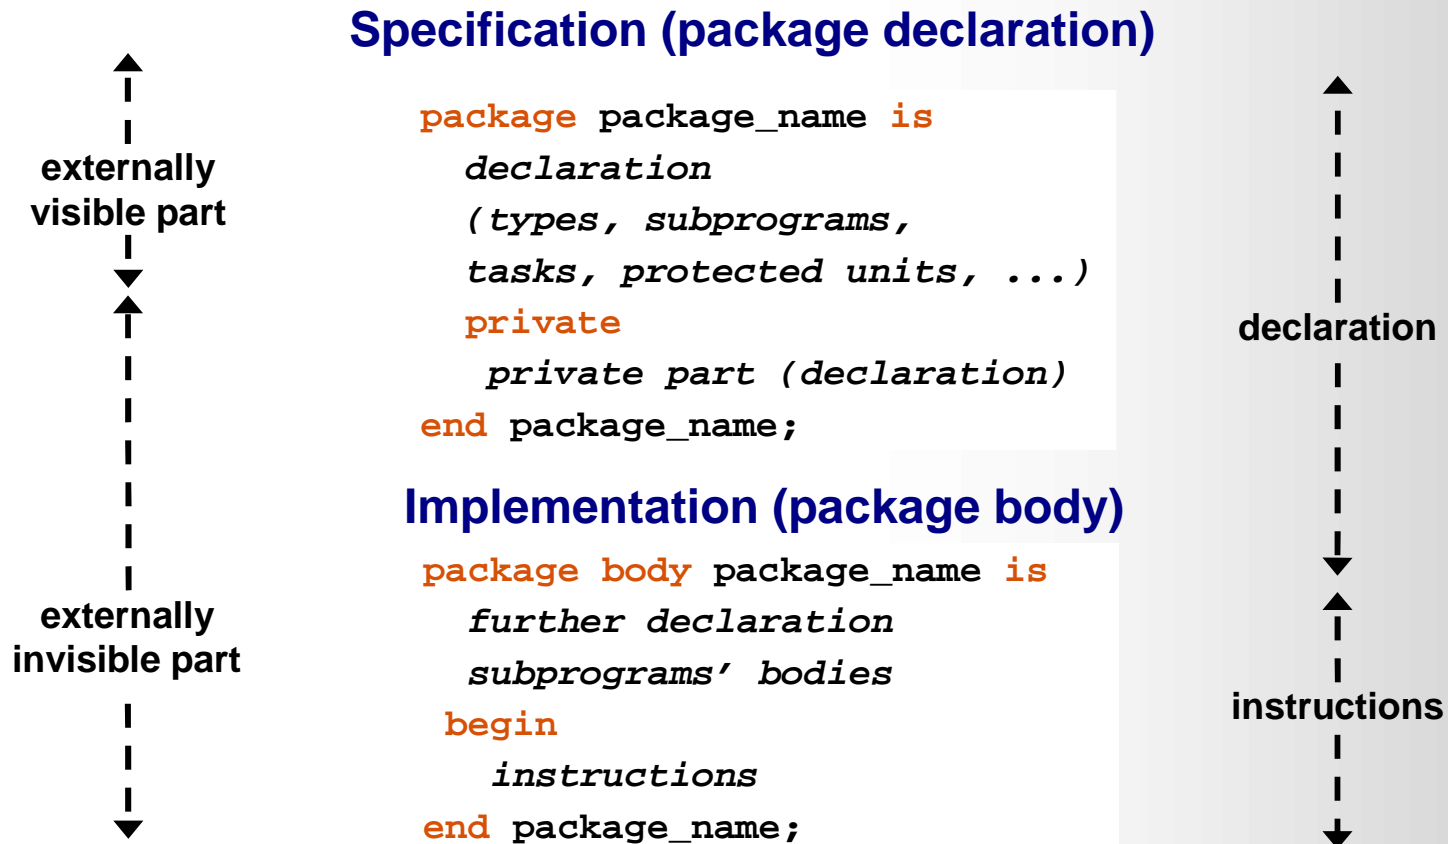 Specification (package declaration)
externally
visible part
package package_name is
declaration
(types, subprograms,
tasks, protected units, ...)
private
private part (declaration)
end package_name;
declaration
Implementation (package body)
externally
invisible part
package body package_name is
further declaration
subprograms’ bodies
begin
instructions
end package_name;
instructions